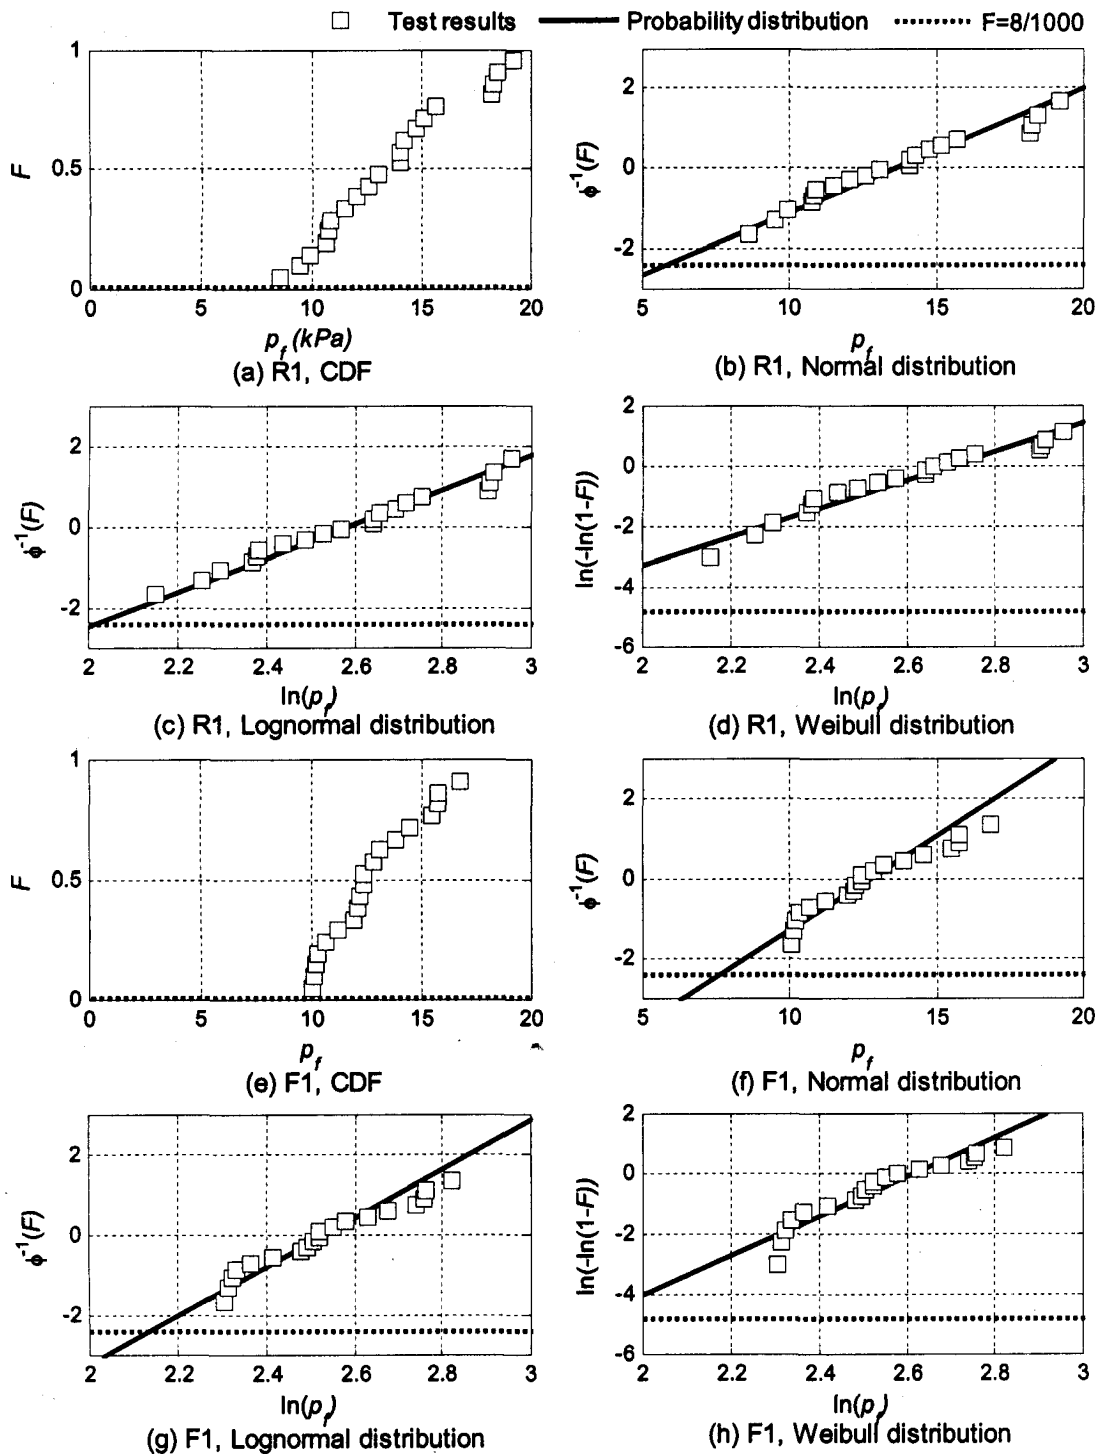 Test results Probability distribution F=8/1000
1
0.5
0
F
0 5 10 15 20
p_f (kPa)
(a) R1, CDF
2
0
-2
ϕ⁻¹(F)
5 10 15 20
p_f
(b) R1, Normal distribution
2
0
-2
ϕ⁻¹(F)
2 2.2 2.4 2.6 2.8 3
ln(p_f)
(c) R1, Lognormal distribution
2
0
-2
-4
-6
ln(-ln(1-F))
2 2.2 2.4 2.6 2.8 3
ln(p_f)
(d) R1, Weibull distribution
1
0.5
0
F
0 5 10 15 20
p_f
(e) F1, CDF
2
0
-2
ϕ⁻¹(F)
5 10 15 20
p_f
(f) F1, Normal distribution
2
0
-2
ϕ⁻¹(F)
2 2.2 2.4 2.6 2.8 3
ln(p_f)
(g) F1, Lognormal distribution
2
0
-2
-4
-6
ln(-ln(1-F))
2 2.2 2.4 2.6 2.8 3
ln(p_f)
(h) F1, Weibull distribution